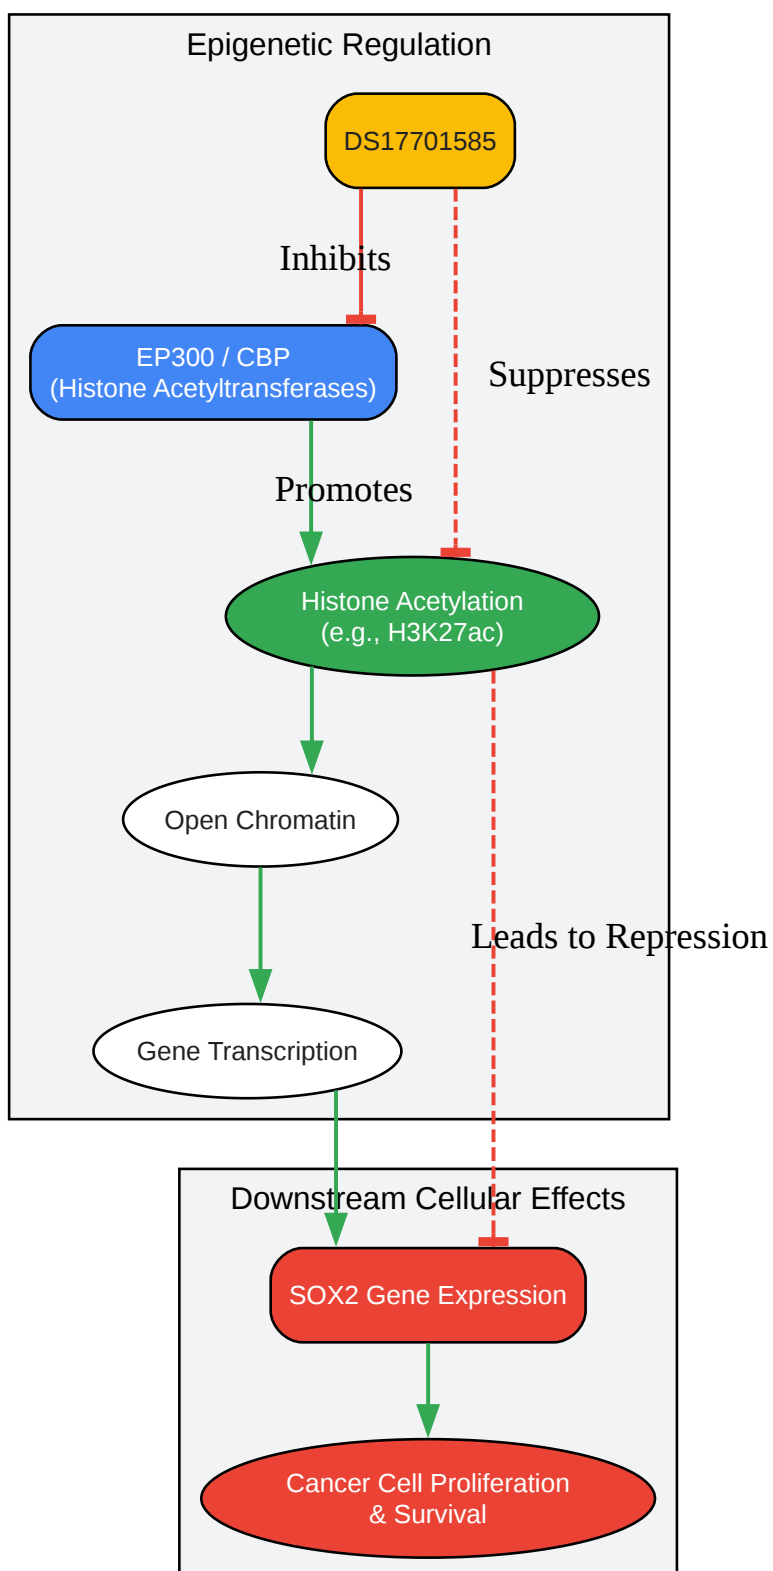 Epigenetic Regulation
DS17701585
Inhibits
EP300 / CBP
(Histone Acetyltransferases)
Suppresses
Promotes
Histone Acetylation
(e.g., H3K27ac)
Open Chromatin
Leads to Repression
Gene Transcription
Downstream Cellular Effects
SOX2 Gene Expression
Cancer Cell Proliferation
& Survival